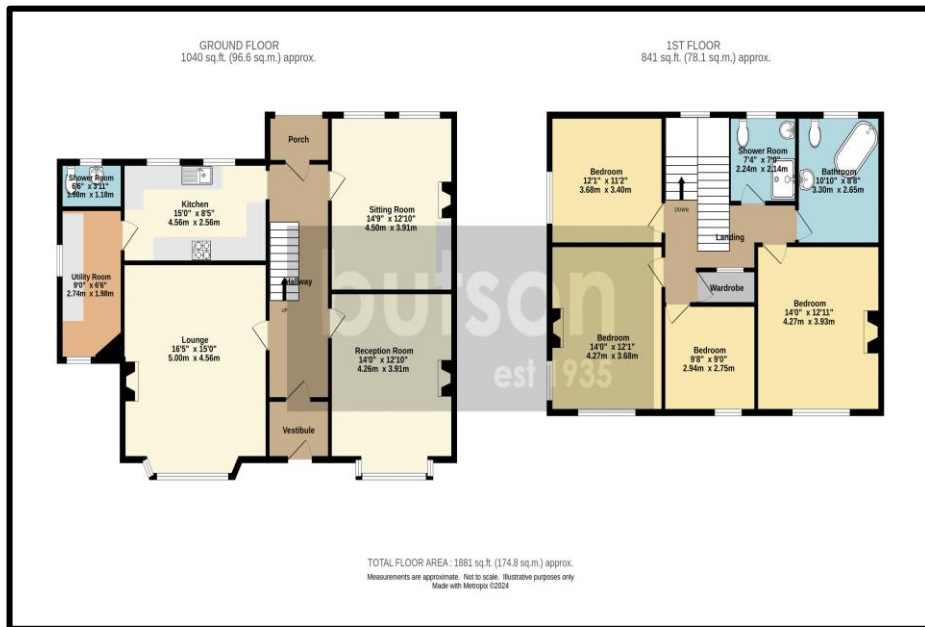 GROUND FLOOR
1040 sq.ft. (96.6 sq.m.) approx.
1ST FLOOR
841 sq.ft. (78.1 sq.m.) approx.
Porch
Shower Room
6'6" x 3'11"
1.98m x 1.18m
Kitchen
15'0" x 8'5"
4.56m x 2.56m
Sitting Room
14'9" x 12'10"
4.50m x 3.91m
Utility Room
9'0" x 6'6"
2.74m x 1.98m
Hallway
UP
Lounge
16'5" x 15'0"
5.00m x 4.56m
Reception Room
14'0" x 12'10"
4.26m x 3.91m
Vestibule
Bedroom
12'1" x 11'2"
3.68m x 3.40m
Shower Room
7'4" x 7'0"
2.24m x 2.14m
Bathroom
10'10" x 8'8"
3.30m x 2.65m
DOWN
Landing
Wardrobe
Bedroom
14'0" x 12'1"
4.27m x 3.68m
Bedroom
9'8" x 9'0"
2.94m x 2.75m
Bedroom
14'0" x 12'11"
4.27m x 3.93m
butson
est 1935
TOTAL FLOOR AREA : 1881 sq.ft. (174.8 sq.m.) approx.
Measurements are approximate. Not to scale. Illustrative purposes only
Made with Metropix ©2024